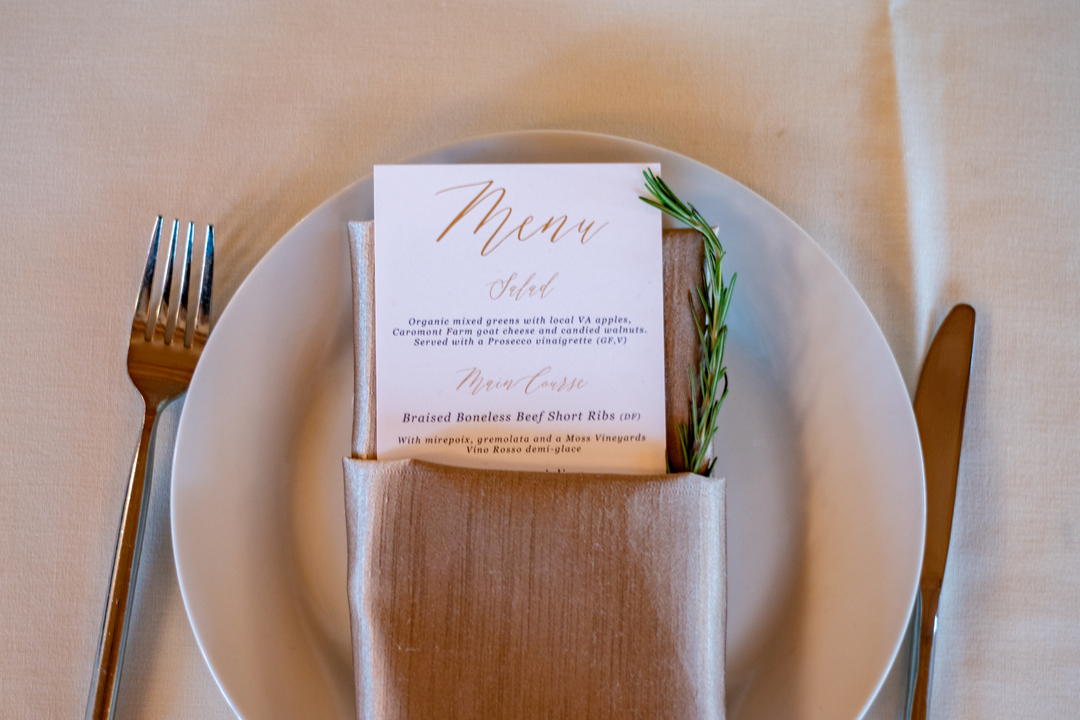 Menu
Salad
Organic mixed greens with local VA apples,
Caromont Farm goat cheese and candied walnuts.
Served with a Prosecco vinaigrette (GF,V)
Main Course
Braised Boneless Beef Short Ribs (DF)
With mirepoix, gremolata and a Moss Vineyards
Vino Rosso demi-glace